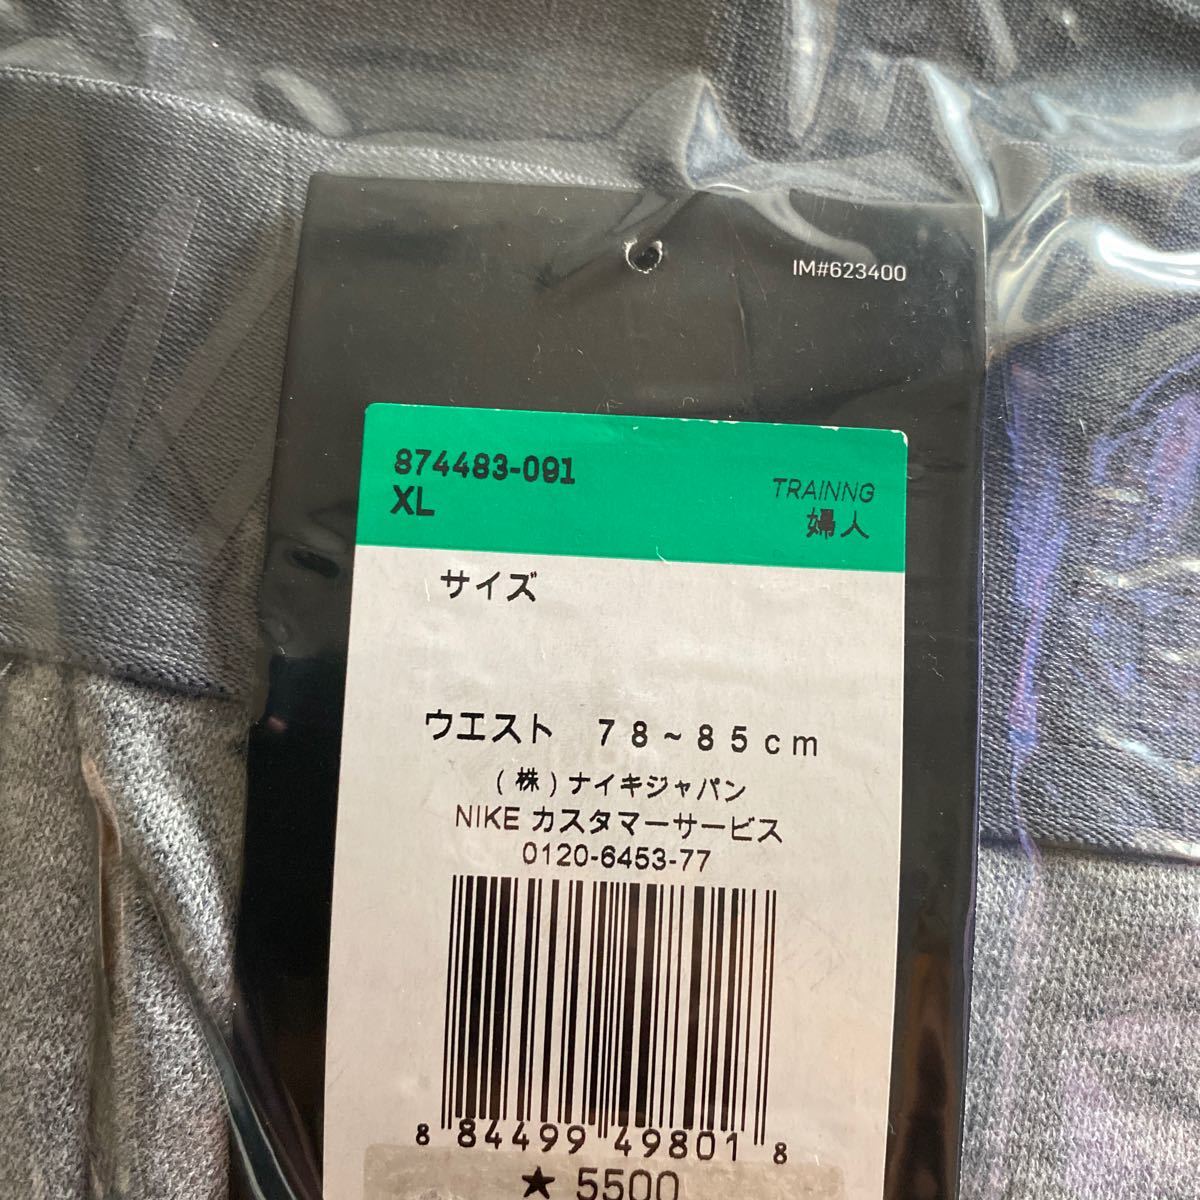 IM#623400
874483-091
XL
TRAINNG
婦人
サイズ
ウエスト 78~85cm
(株)ナイキジャパン
NIKE カスタマーサービス
0120-6453-77
8 84499 49801 8
★ 5500